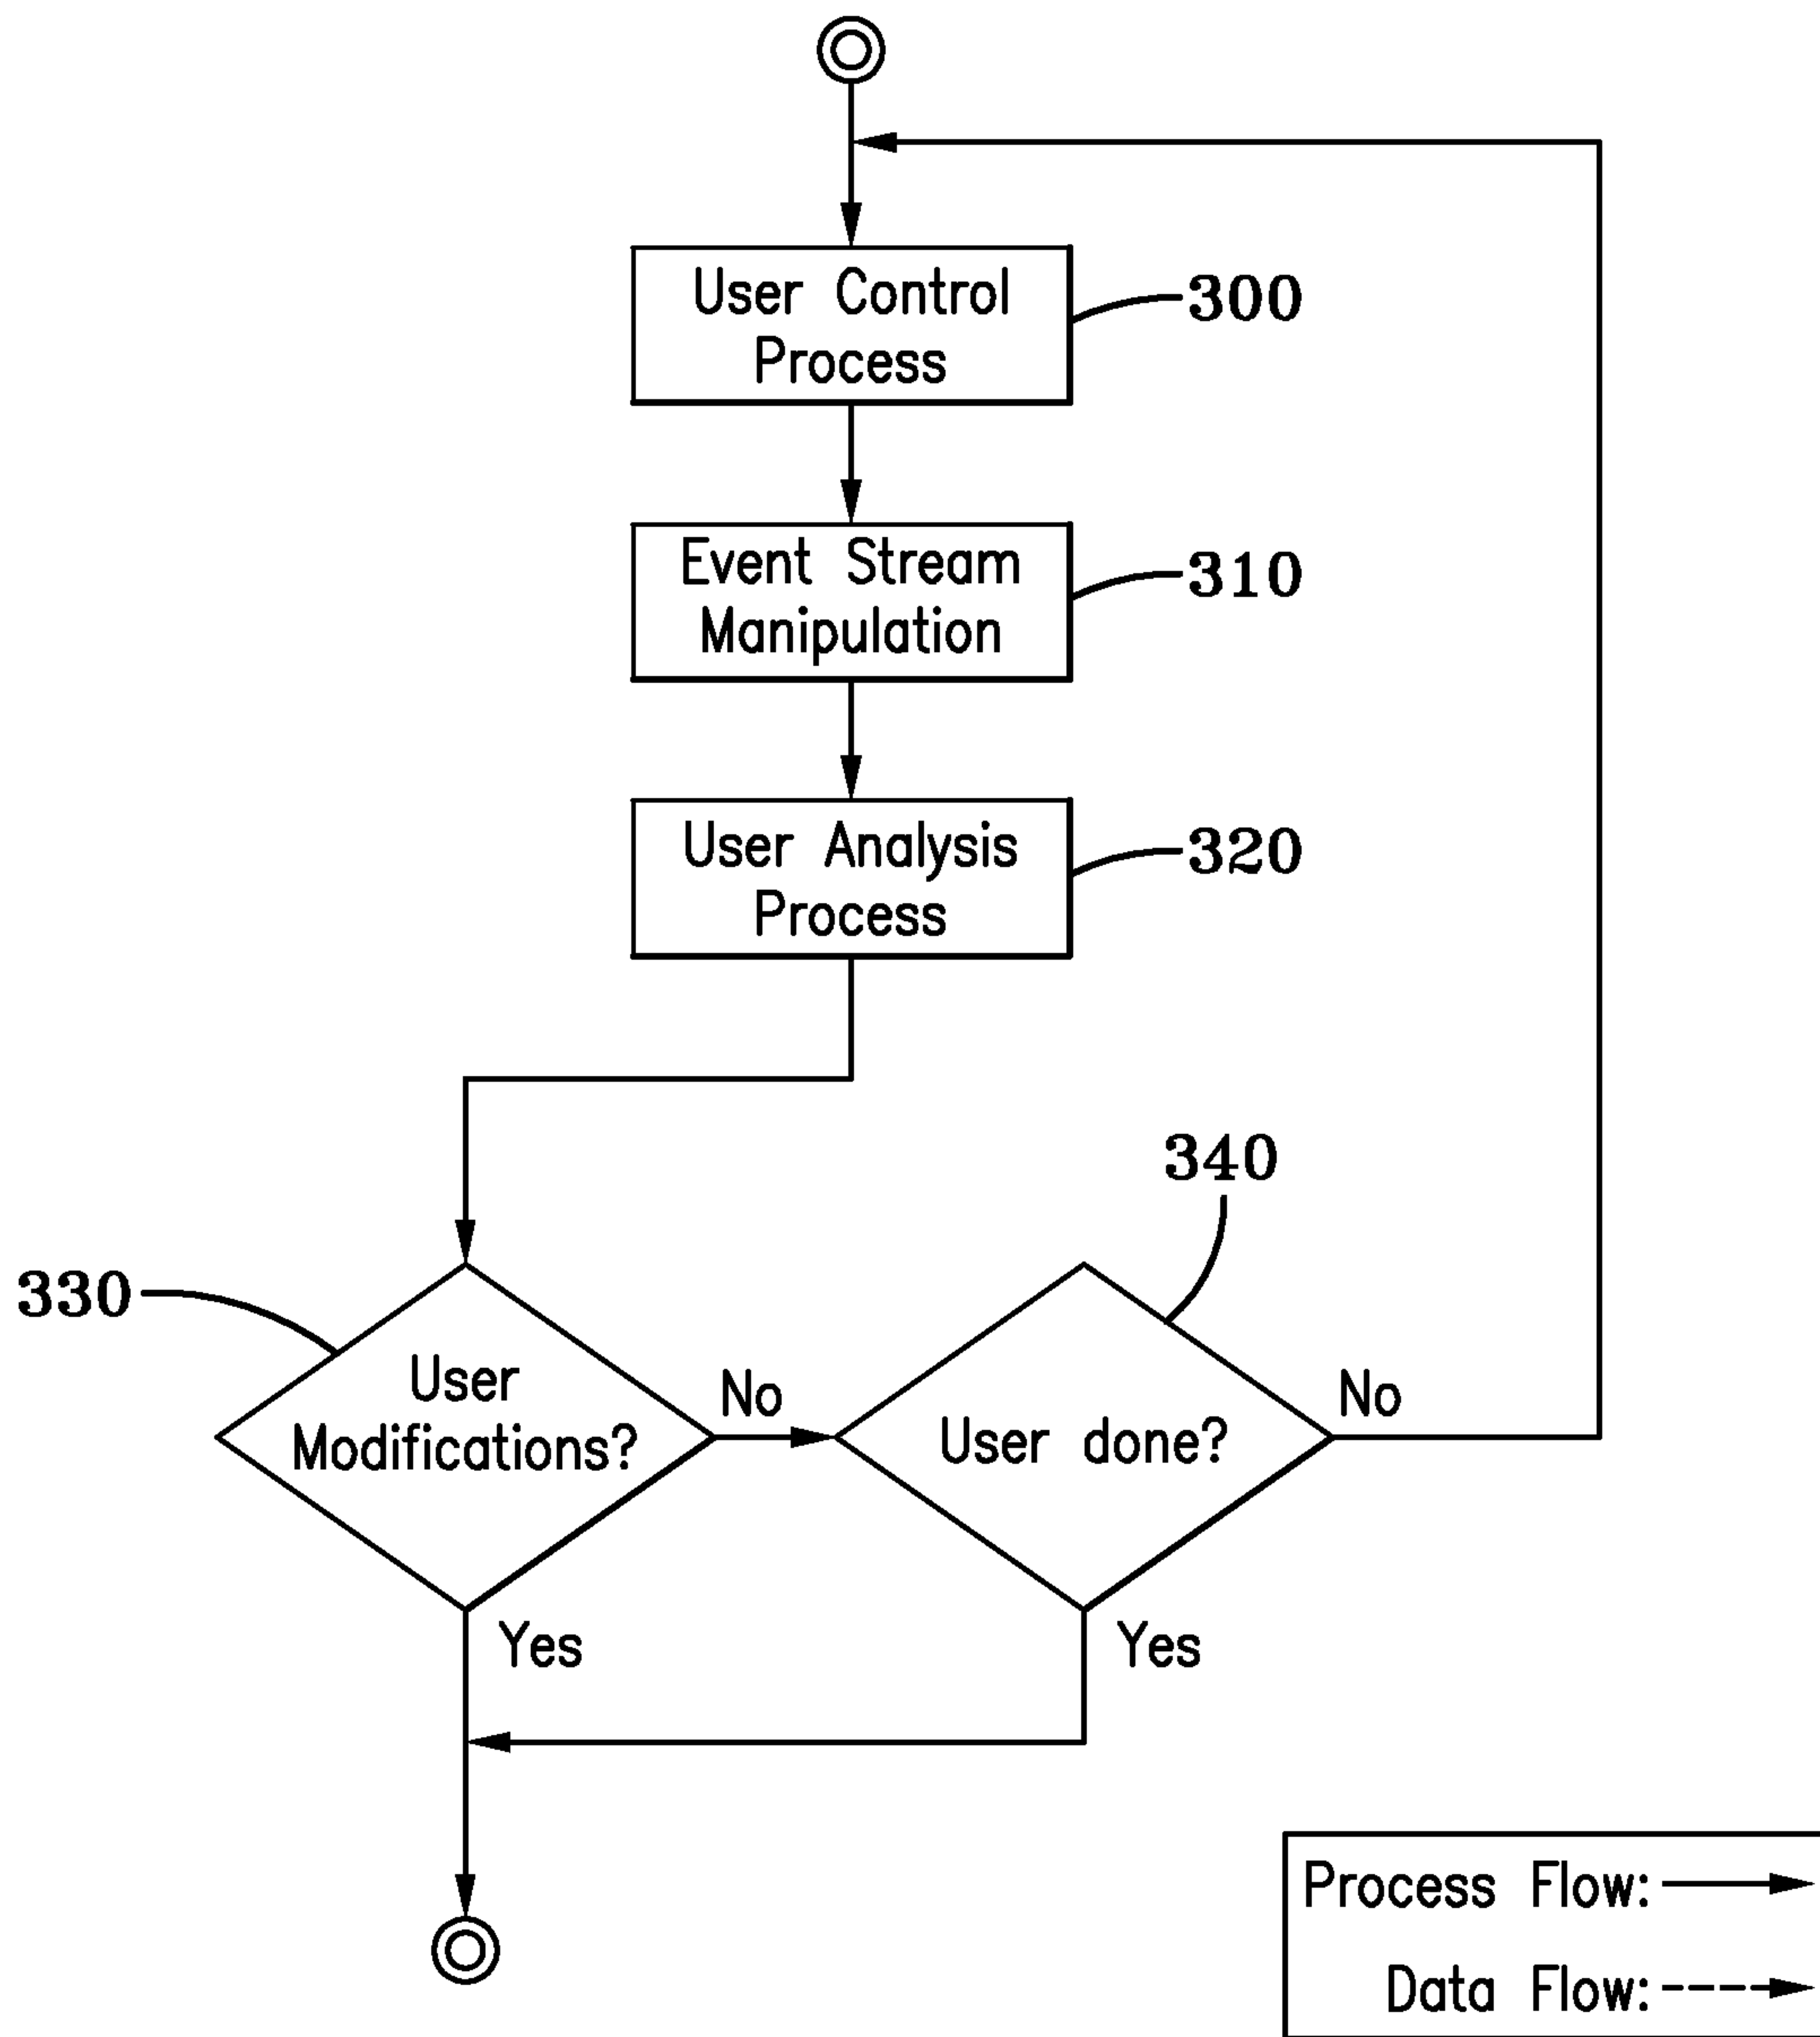 User Control
Process
300
Event Stream
Manipulation
310
User Analysis
Process
320
340
330
User
Modifications?
No
User done?
No
Yes
Yes
Process Flow:
Data Flow: